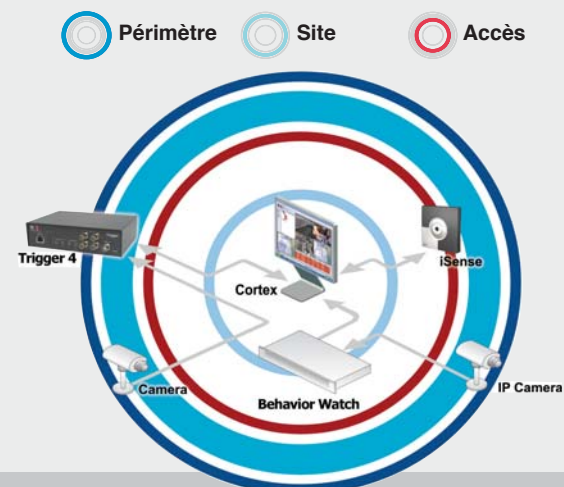 Périmètre
Site
Accès
Trigger 4
iSense
Cortex
Camera
IP Camera
Behavior Watch